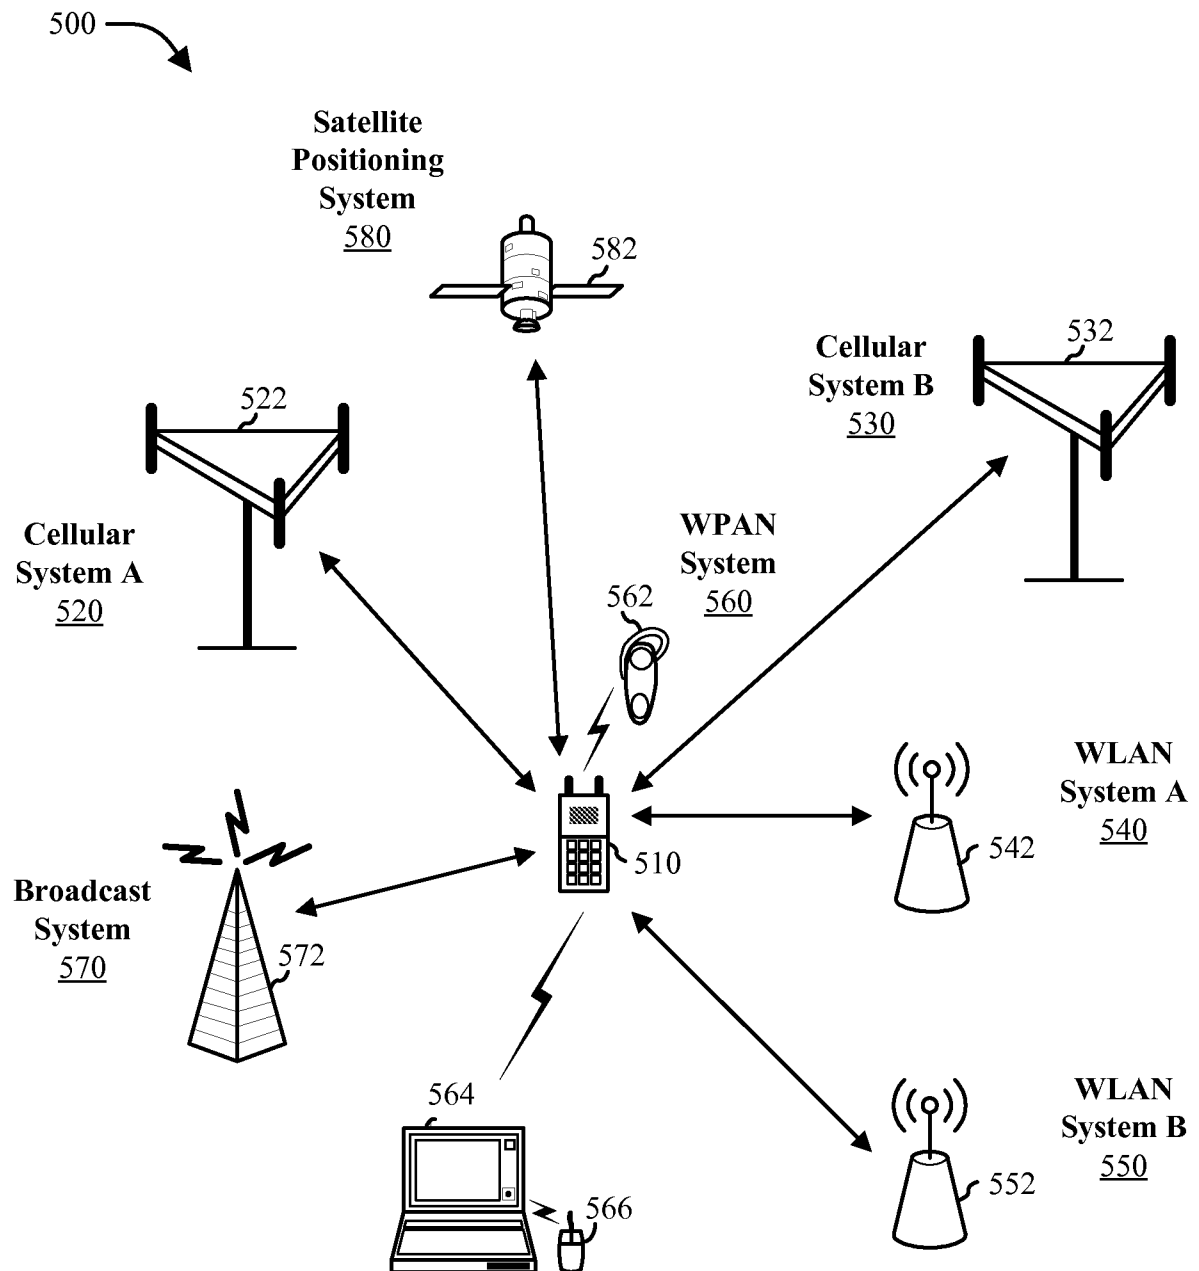 500
Satellite
Positioning
System
580
582
Cellular
System B
530
532
522
Cellular
System A
520
WPAN
System
560
562
WLAN
System A
540
542
510
Broadcast
System
570
572
564
566
WLAN
System B
550
552